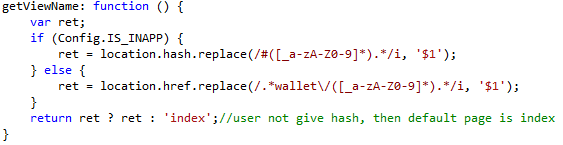 getViewName: function () {
    var ret;
    if (Config.IS_INAPP) {
        ret = location.hash.replace(/#([_a-zA-Z0-9]*).*/i, '$1');
    } else {
        ret = location.href.replace(/.*wallet\/([_a-zA-Z0-9]*).*/i, '$1');
    }
    return ret ? ret : 'index';//user not give hash, then default page is index
}